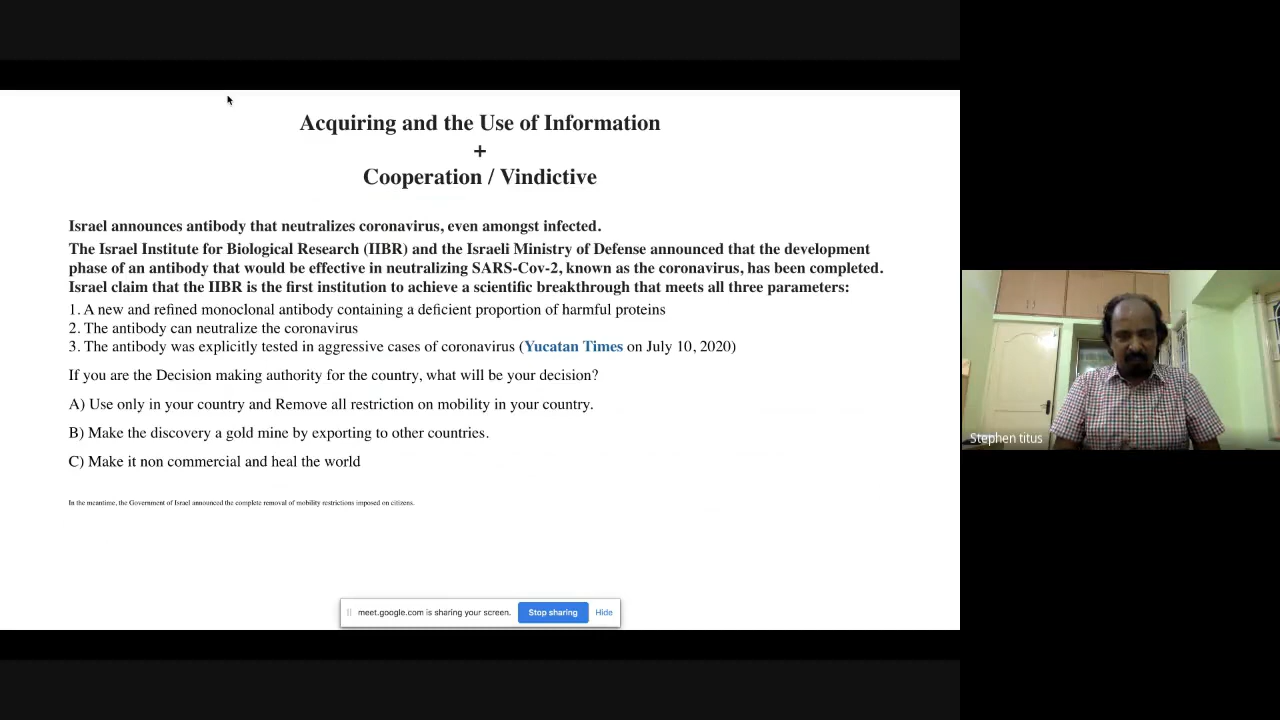 Acquiring and the Use of Information
+
Cooperation / Vindictive
Israel announces antibody that neutralizes coronavirus, even amongst infected.
The Israel Institute for Biological Research (IIBR) and the Israeli Ministry of Defense announced that the development
phase of an antibody that would be effective in neutralizing SARS-Cov-2, known as the coronavirus, has been completed.
Israel claim that the IIBR is the first institution to achieve a scientific breakthrough that meets all three parameters:
1. A new and refined monoclonal antibody containing a deficient proportion of harmful proteins
2. The antibody can neutralize the coronavirus
3. The antibody was explicitly tested in aggressive cases of coronavirus (Yucatan Times on July 10, 2020)
If you are the Decision making authority for the country, what will be your decision?
A) Use only in your country and Remove all restriction on mobility in your country.
B) Make the discovery a gold mine by exporting to other countries.
C) Make it non commercial and heal the world
In the meantime, the Government of Israel announced the complete removal of mobility restrictions imposed on citizens.
meet.google.com is sharing your screen. Stop sharing Hide
Stephen titus